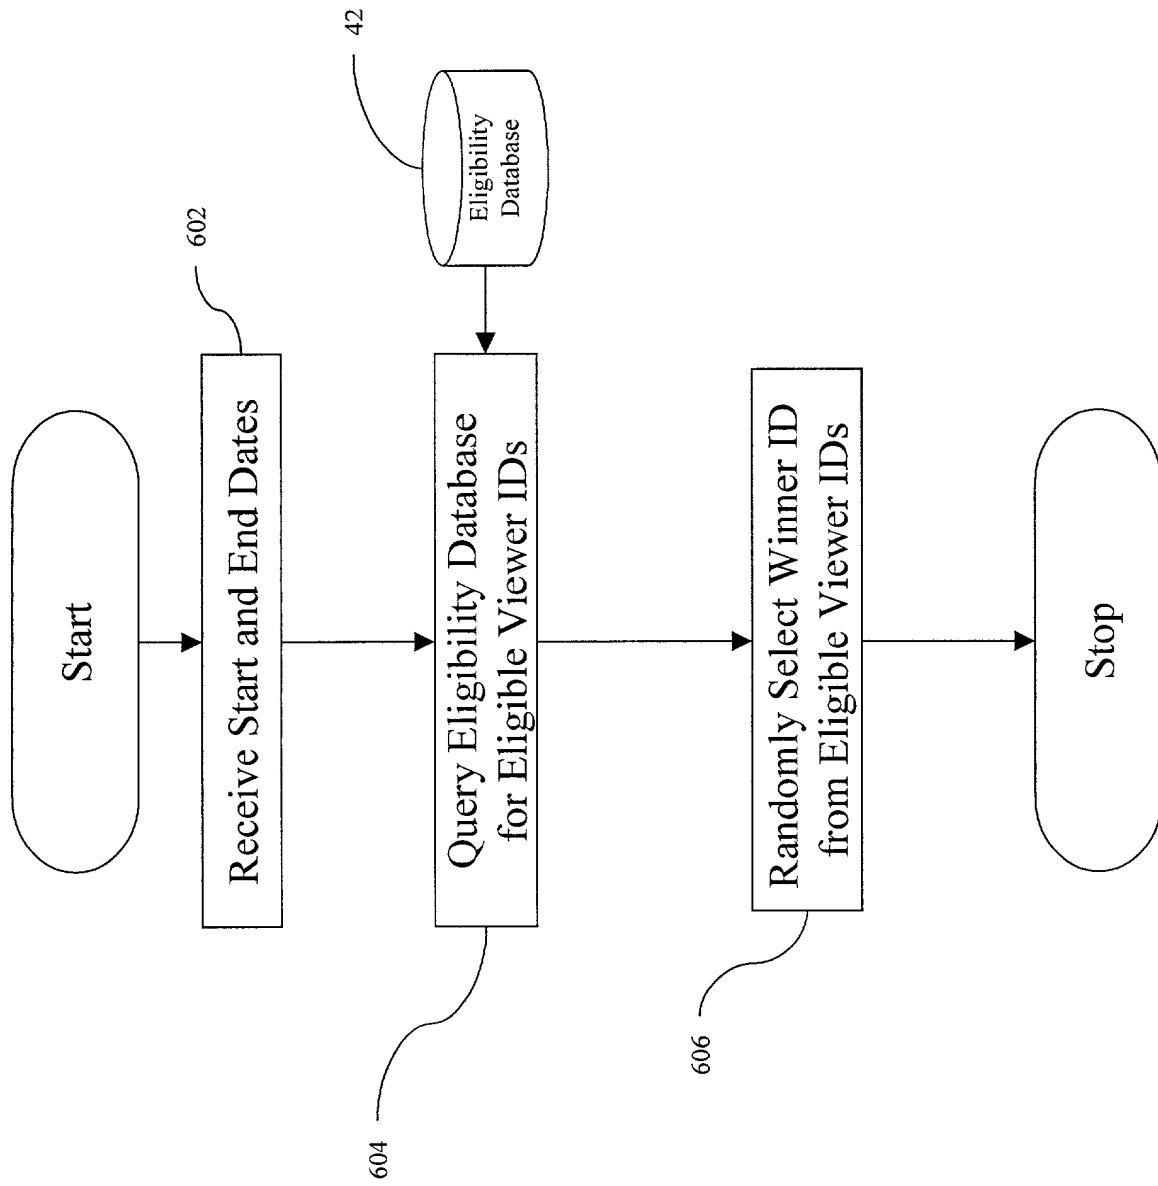 Start
Receive Start and End Dates
602
Query Eligibility Database
for Eligible Viewer IDs
604
Eligibility
Database
42
Randomly Select Winner ID
from Eligible Viewer IDs
606
Stop